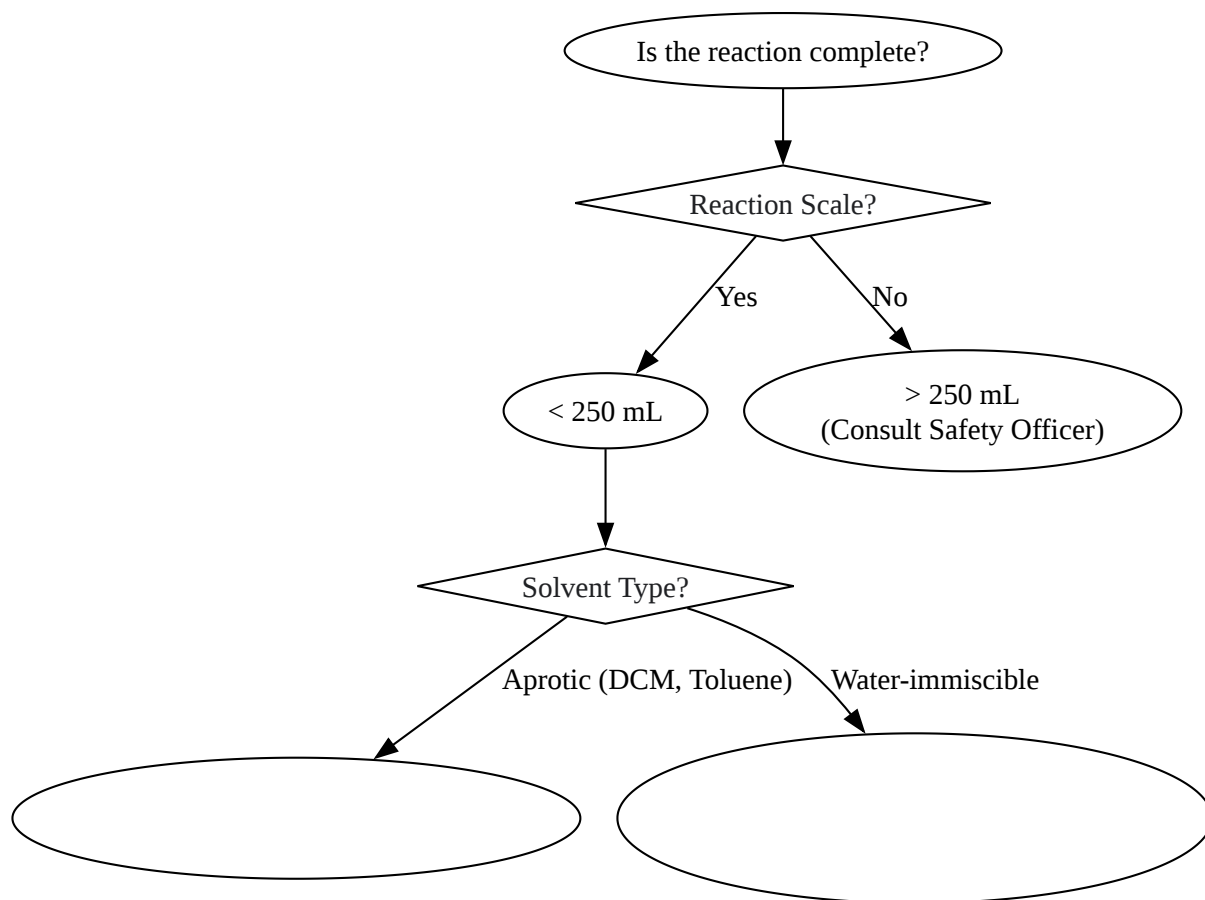 Is the reaction complete?
Reaction Scale?
Yes
No
< 250 mL
> 250 mL
(Consult Safety Officer)
Solvent Type?
Aprotic (DCM, Toluene)
Water-immiscible